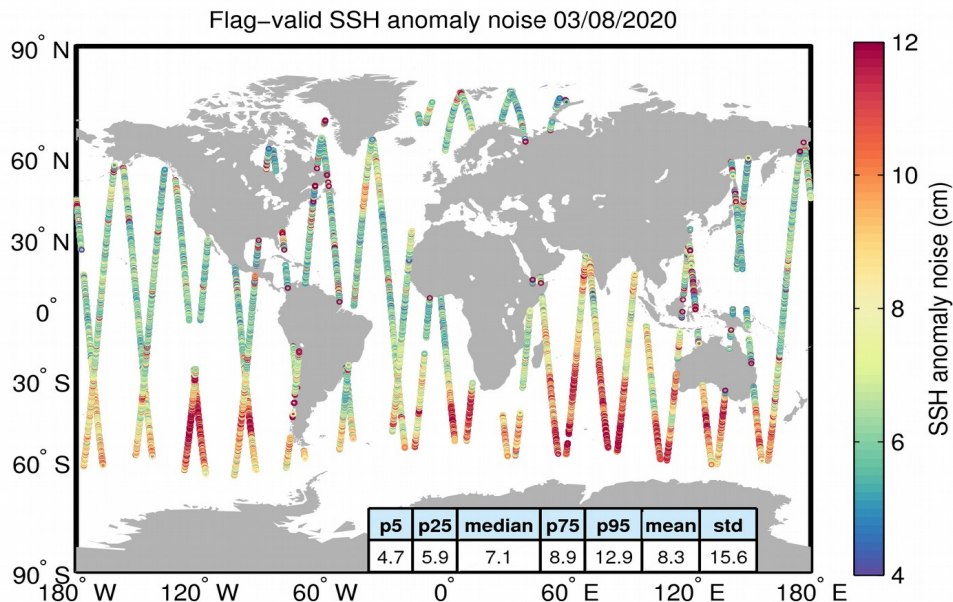 Flag−valid SSH anomaly noise 03/08/2020
90° N
60° N
30° N
0°
30° S
60° S
90° S
180° W
120° W
60° W
0°
60° E
120° E
180° E
p5 p25 median p75 p95 mean std
4.7 5.9 7.1 8.9 12.9 8.3 15.6
12
10
8
6
4
SSH anomaly noise (cm)